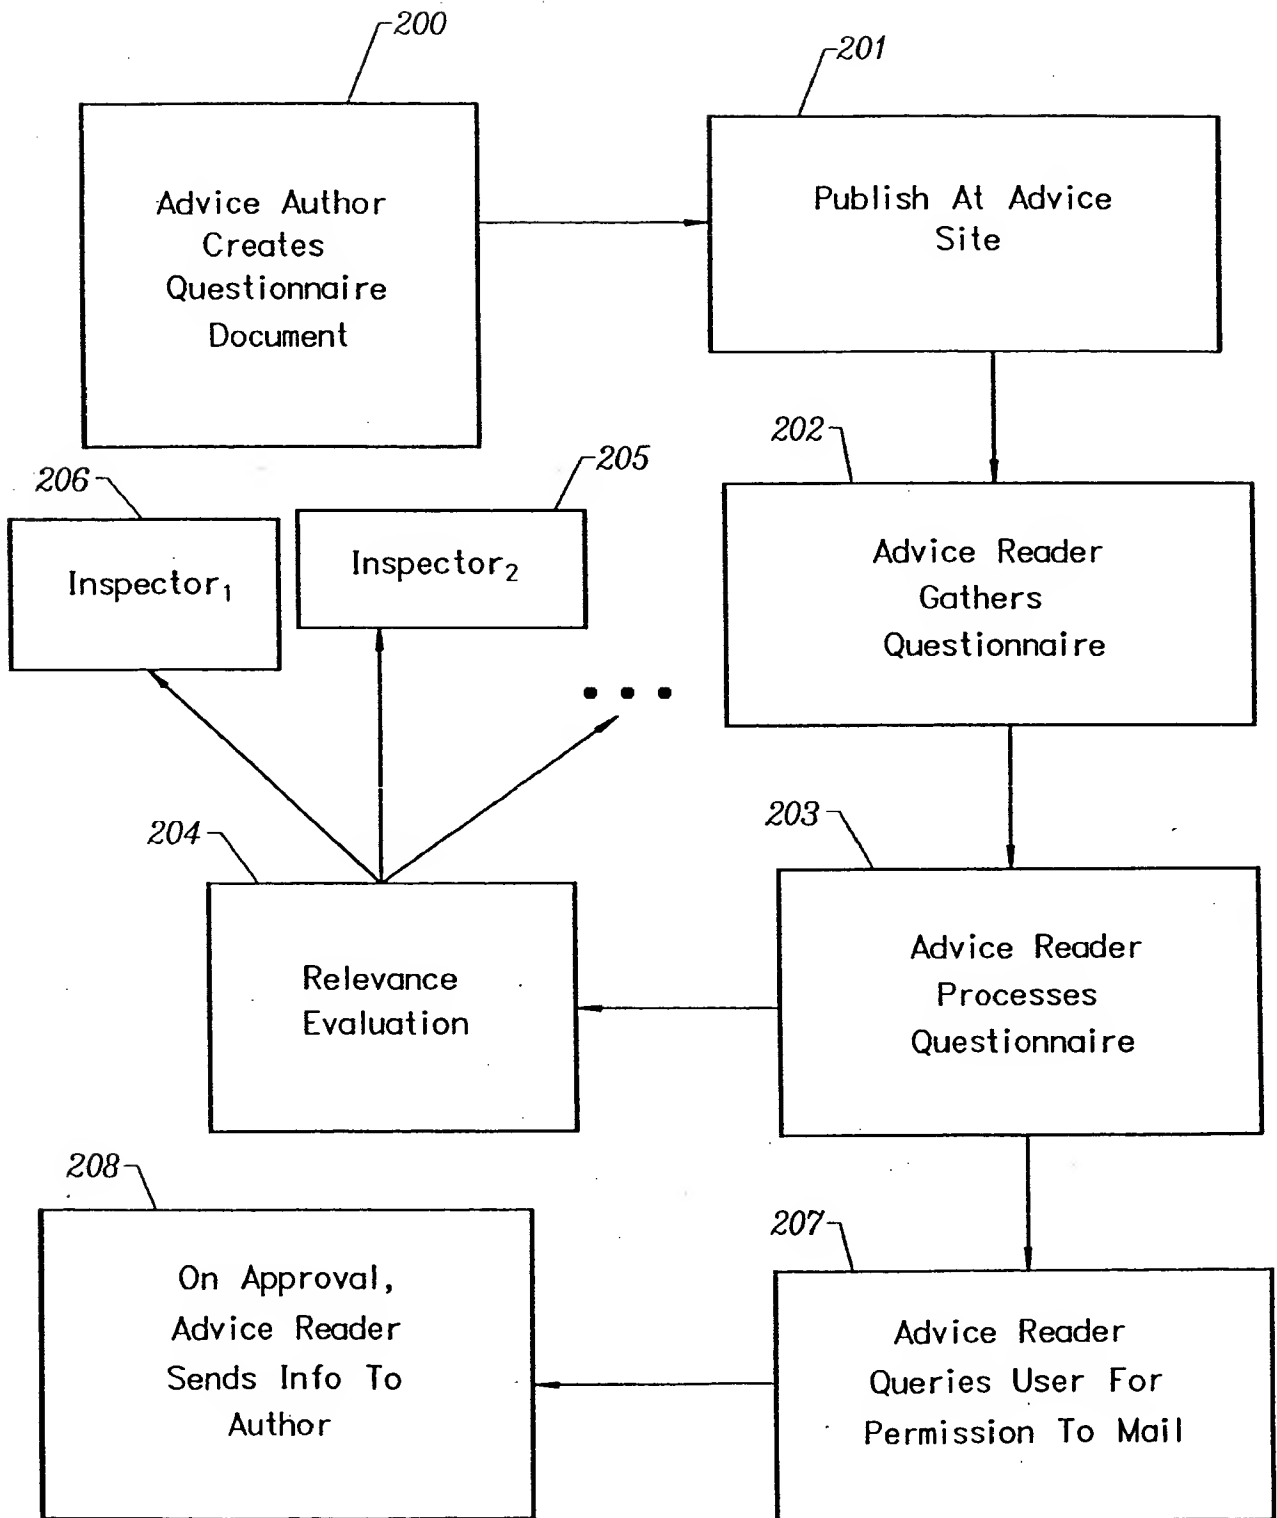 200
201
Advice Author
Creates
Questionnaire
Document
Publish At Advice
Site
202
Advice Reader
Gathers
Questionnaire
206
205
Inspector₁
Inspector₂
203
Advice Reader
Processes
Questionnaire
204
Relevance
Evaluation
207
Advice Reader
Queries User For
Permission To Mail
208
On Approval,
Advice Reader
Sends Info To
Author